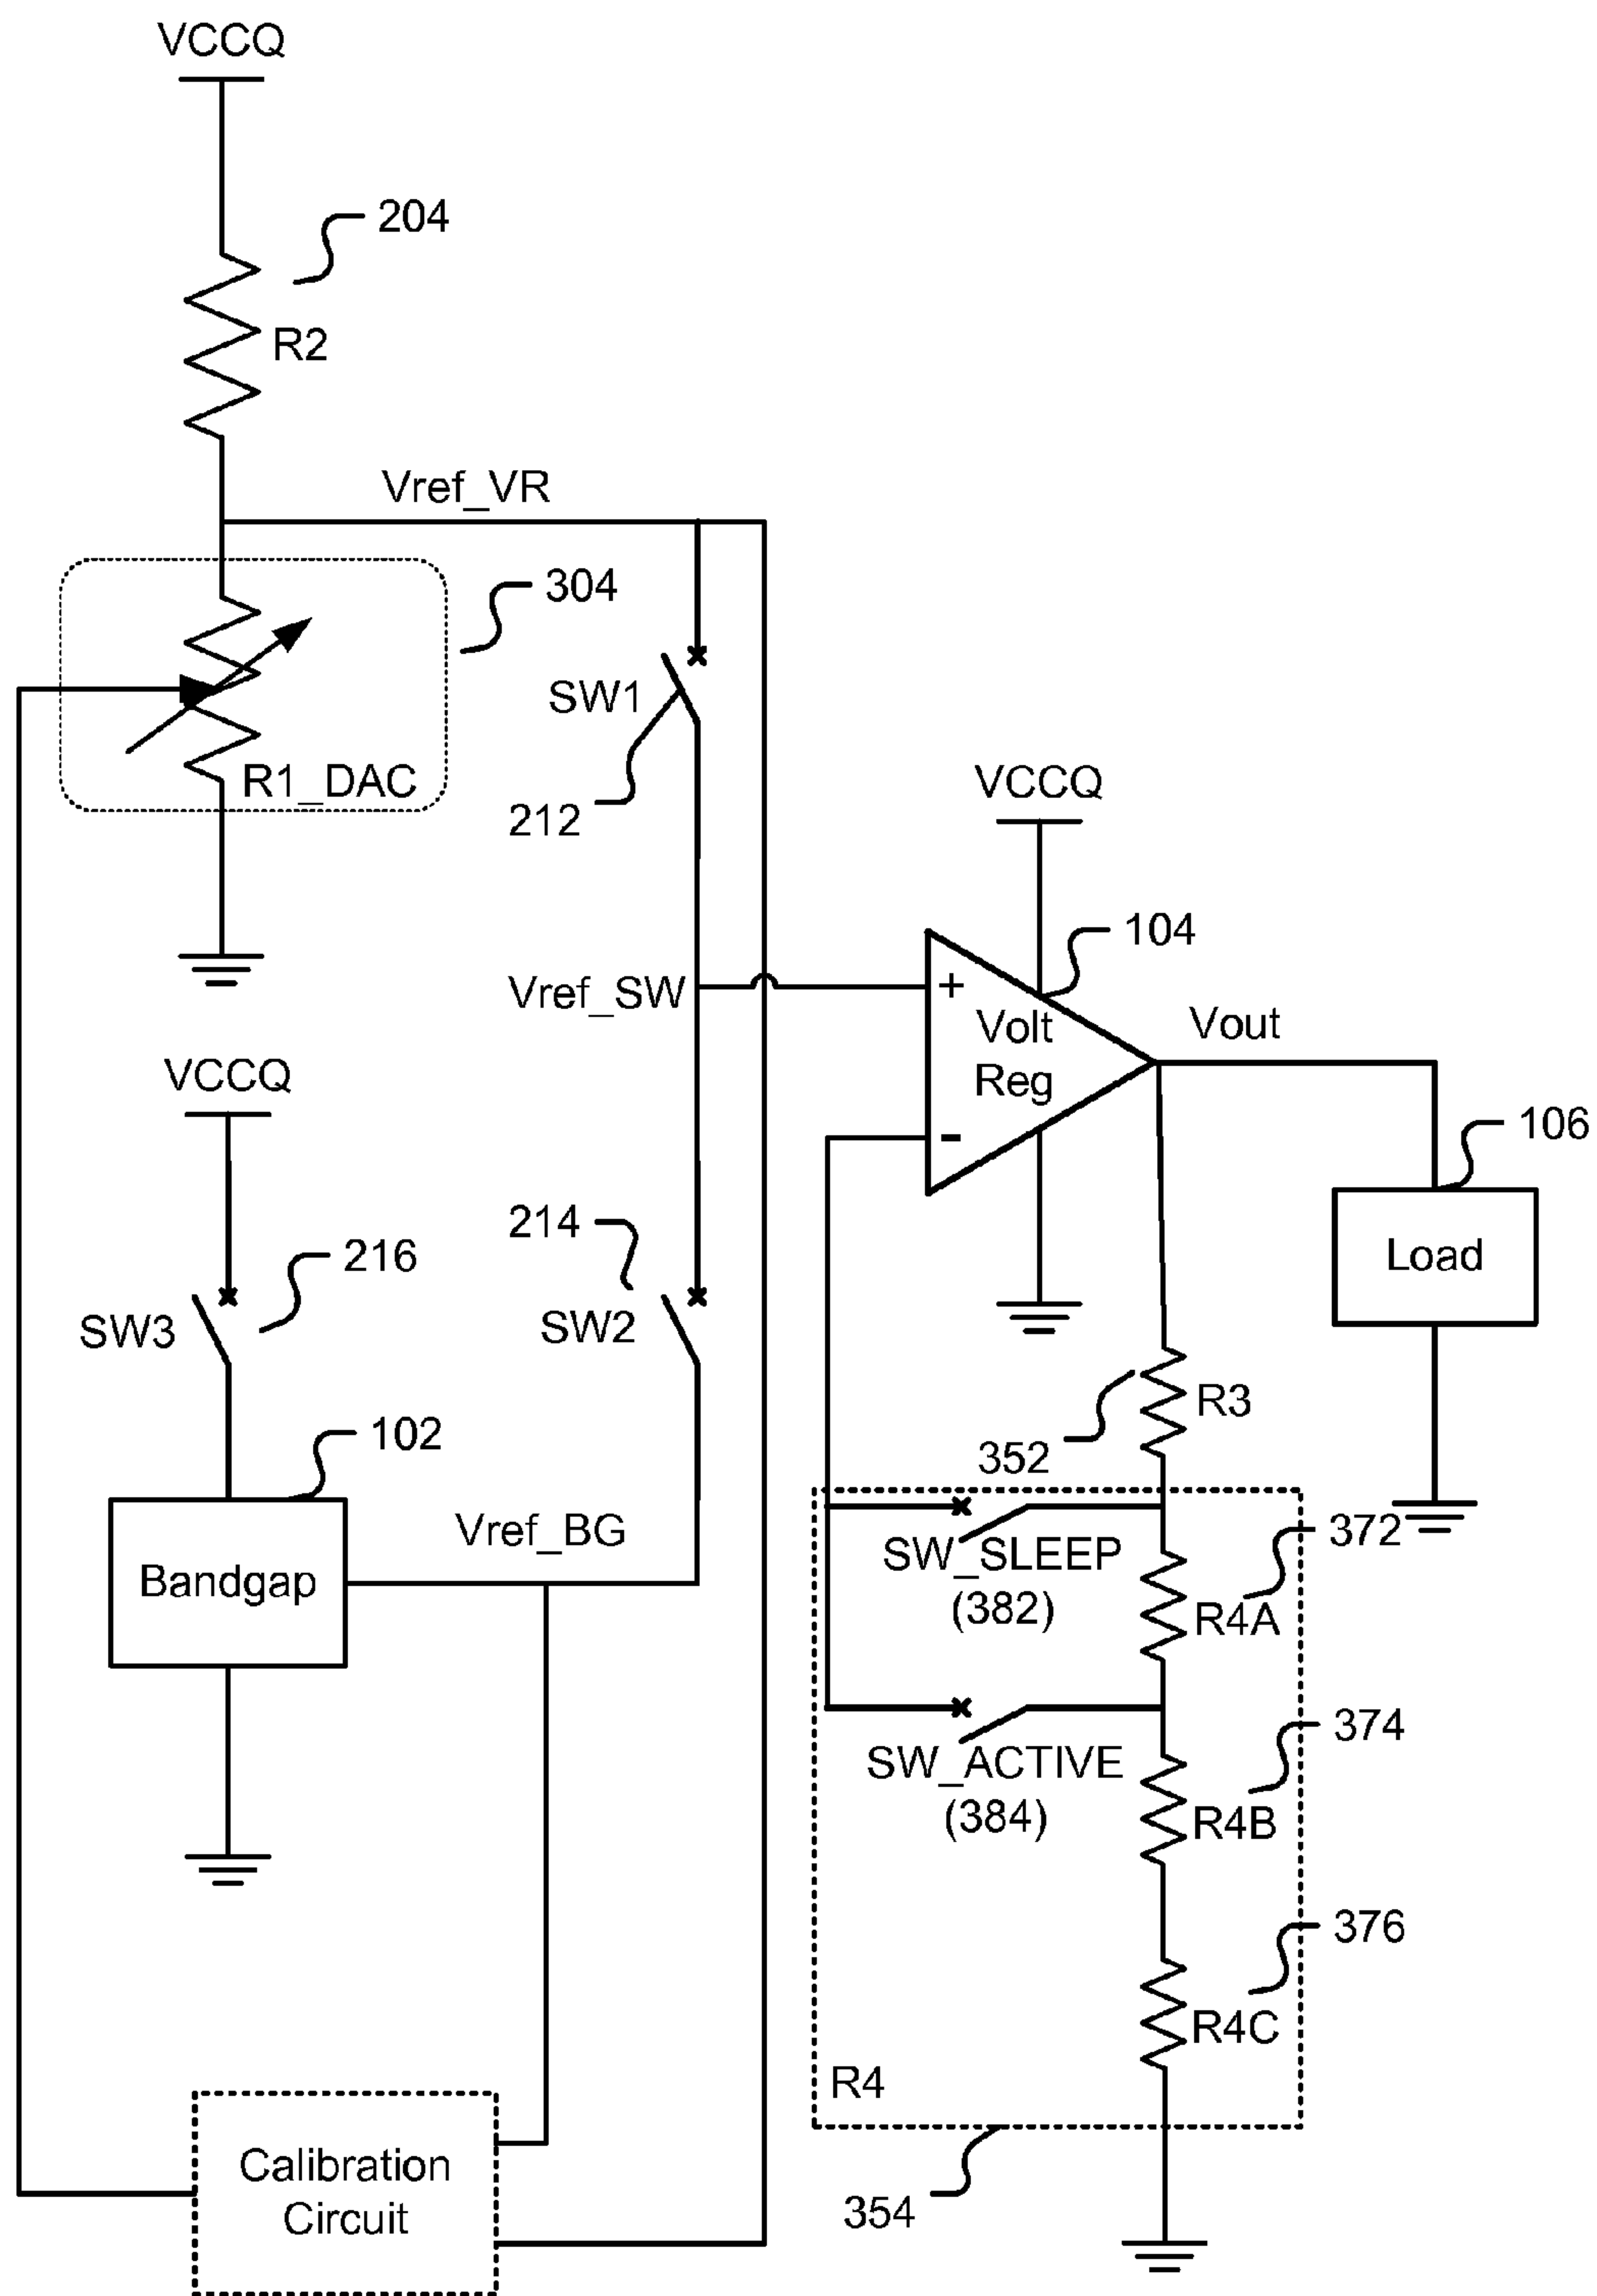 VCCQ
204
R2
Vref_VR
304
SW1
R1_DAC
212
VCCQ
104
+
Vref_SW
Volt
Reg
Vout
VCCQ
-
106
214
216
Load
SW3
SW2
R3
102
352
Vref_BG
372
Bandgap
SW_SLEEP
(382)
R4A
374
SW_ACTIVE
(384)
R4B
376
R4C
R4
Calibration
Circuit
354